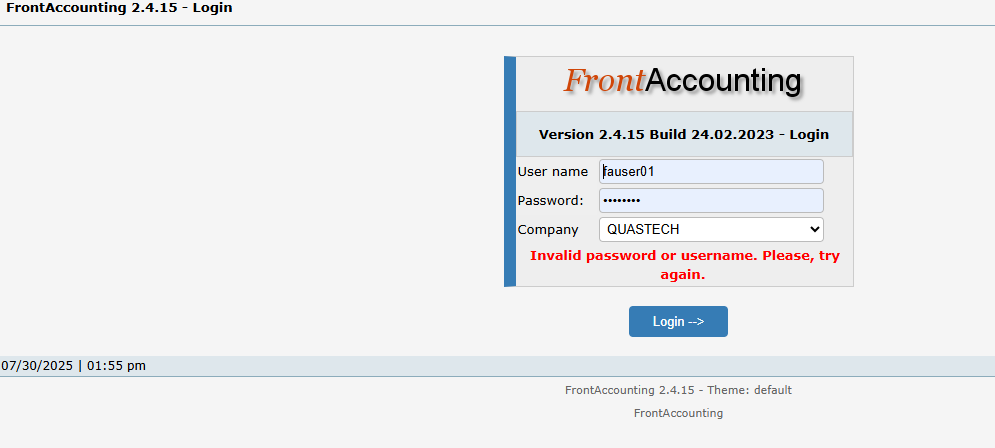 FrontAccounting 2.4.15 - Login
FrontAccounting
Version 2.4.15 Build 24.02.2023 - Login
User name fauser01
Password: ••••••••
Company QUASTECH
Invalid password or username. Please, try
again.
Login -->
07/30/2025 | 01:55 pm
FrontAccounting 2.4.15 - Theme: default
FrontAccounting